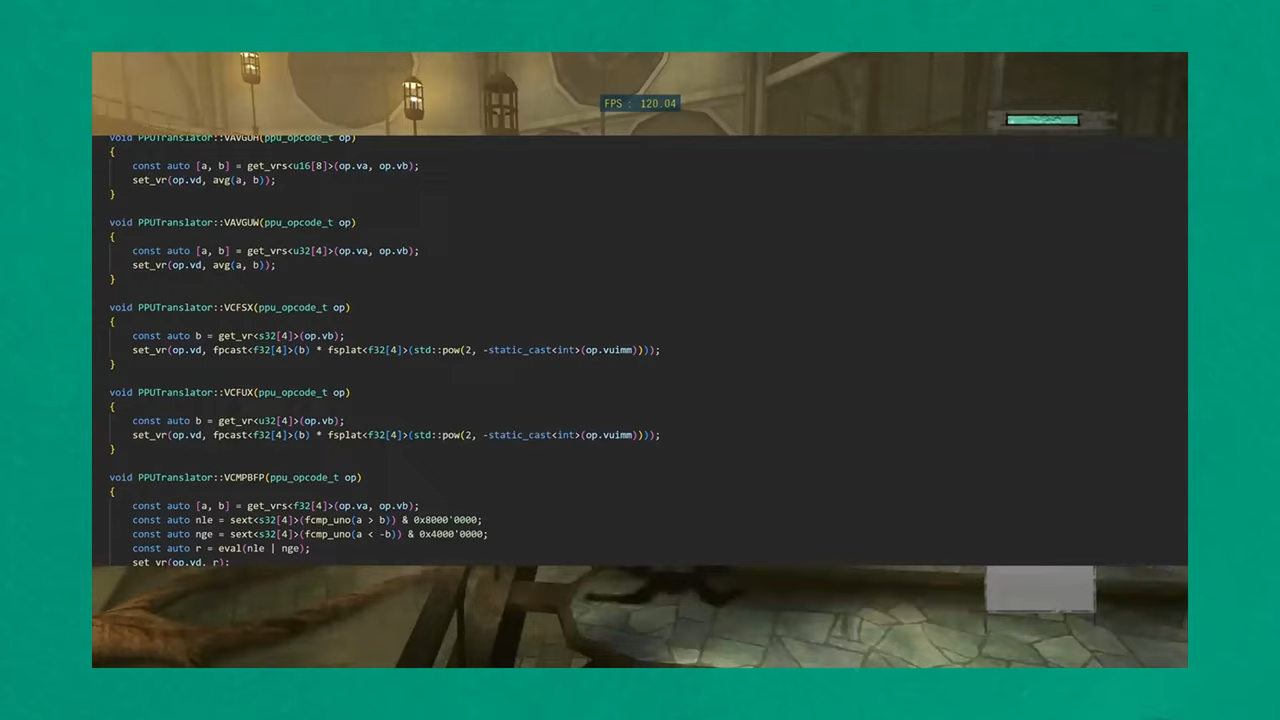 FPS : 120.04
void PPUTranslator::VAVGUH(ppu_opcode_t op)
{
const auto [a, b] = get_vrs<u16[8]>(op.va, op.vb);
set_vr(op.vd, avg(a, b));
}
void PPUTranslator::VAVGUW(ppu_opcode_t op)
{
const auto [a, b] = get_vrs<u32[4]>(op.va, op.vb);
set_vr(op.vd, avg(a, b));
}
void PPUTranslator::VCFSX(ppu_opcode_t op)
{
const auto b = get_vr<s32[4]>(op.vb);
set_vr(op.vd, fpcast<f32[4]>(b) * fsplat<f32[4]>(std::pow(2, -static_cast<int>(op.vuimm))));
}
void PPUTranslator::VCFUX(ppu_opcode_t op)
{
const auto b = get_vr<u32[4]>(op.vb);
set_vr(op.vd, fpcast<f32[4]>(b) * fsplat<f32[4]>(std::pow(2, -static_cast<int>(op.vuimm))));
}
void PPUTranslator::VCMPBFP(ppu_opcode_t op)
{
const auto [a, b] = get_vrs<f32[4]>(op.va, op.vb);
const auto nle = sext<s32[4]>(fcmp_uno(a > b)) & 0x8000'0000;
const auto nge = sext<s32[4]>(fcmp_uno(a < -b)) & 0x4000'0000;
const auto r = eval(nle | nge);
set_vr(op.vd, r);